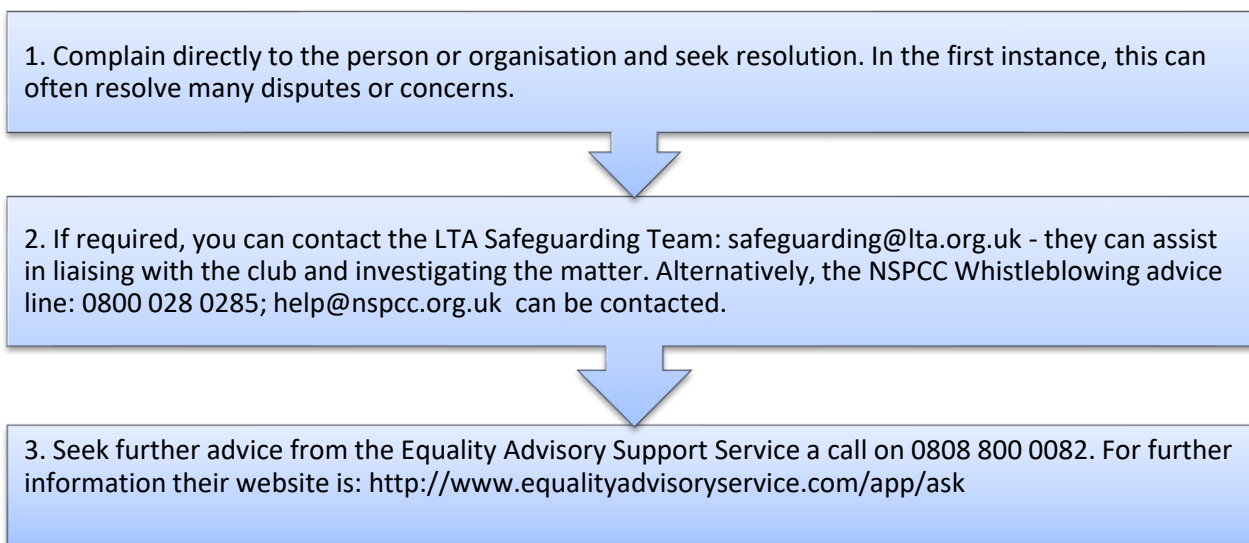 1. Complain directly to the person or organisation and seek resolution. In the first instance, this can
often resolve many disputes or concerns.
2. If required, you can contact the LTA Safeguarding Team: safeguarding@lta.org.uk - they can assist
in liaising with the club and investigating the matter. Alternatively, the NSPCC Whistleblowing advice
line: 0800 028 0285; help@nspcc.org.uk  can be contacted.
3. Seek further advice from the Equality Advisory Support Service a call on 0808 800 0082. For further
information their website is: http://www.equalityadvisoryservice.com/app/ask